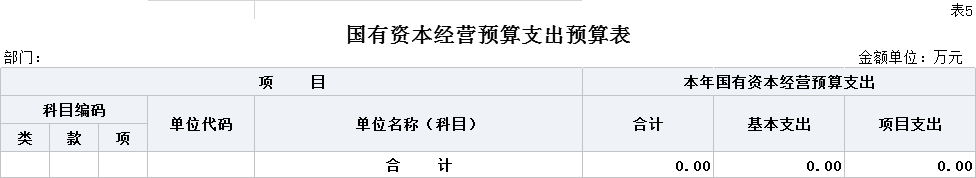 表5
国有资本经营预算支出预算表
部门: 金额单位: 万元
项 目 本年国有资本经营预算支出
科目编码 单位代码 单位名称（科目） 合计 基本支出 项目支出
类 款 项
合 计 0.00 0.00 0.00